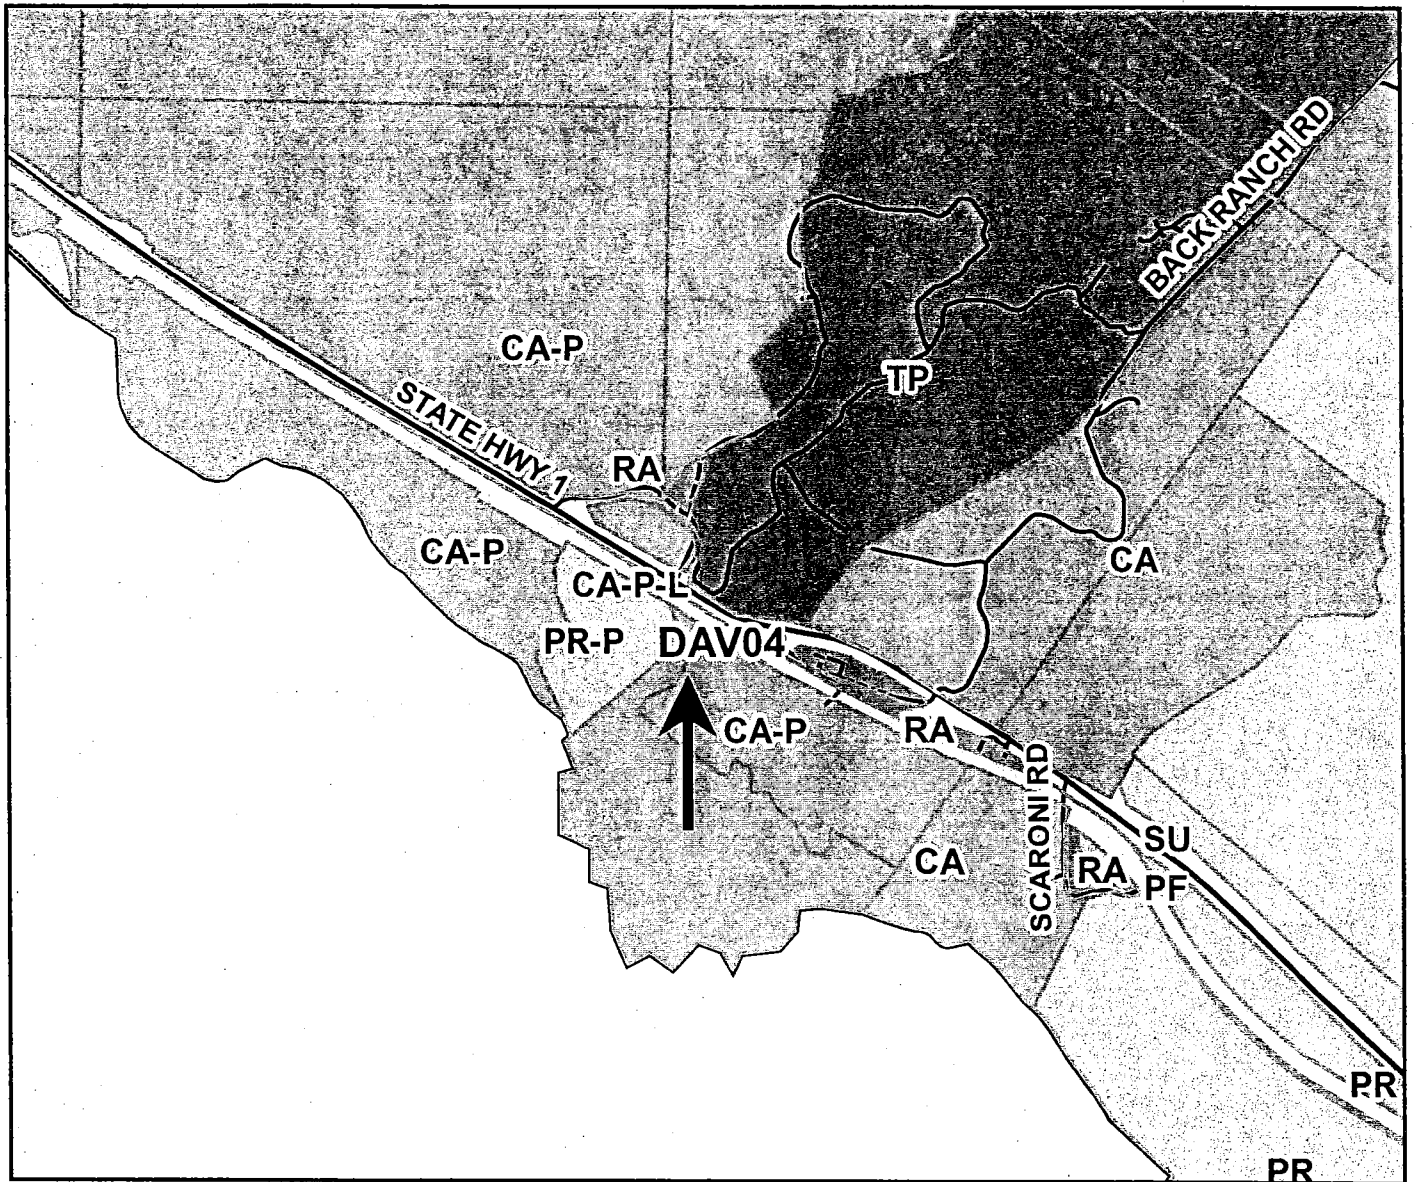 BACK RANCH RD
CA-P
TP
STATE HWY 1
RA
CA-P
CA
CA-P-L
PR-P
DAV04
CA-P
RA
SCARONI RD
SU
CA
RA
PF
PR
PR